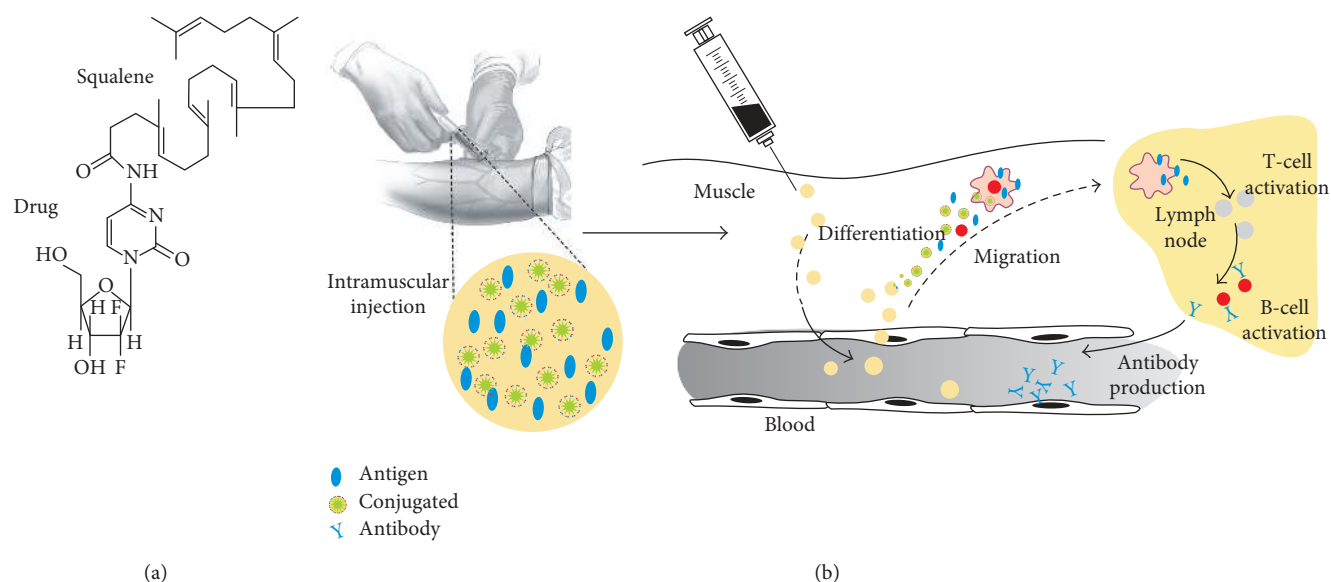 Squalene
O
NH
Drug
N
N
O
HO
O
H F
H
H
OH F
Intramuscular
injection
Antigen
Conjugated
Y Antibody
Muscle
Differentiation
Migration
Blood
T-cell
activation
Lymph
node
Y
Y
Y
B-cell
activation
Antibody
production
Y Y Y Y Y Y
(a)
(b)